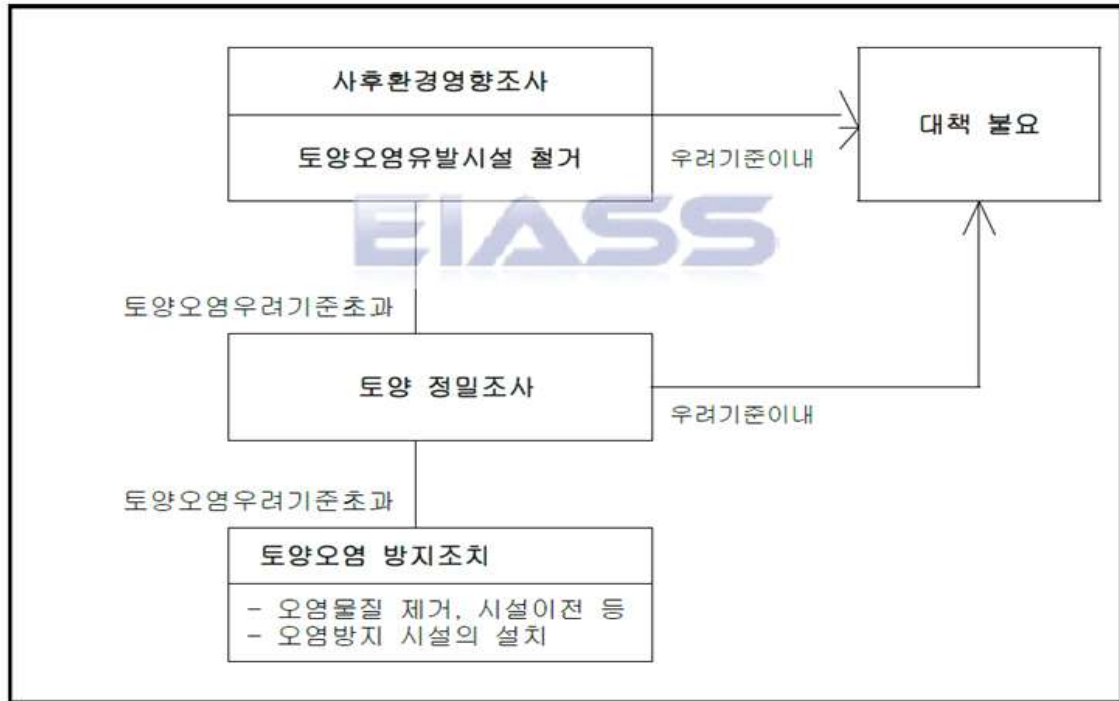 사후환경영향조사
대책 불요
토양오염유발시설 철거
우려기준이내
EIASS
토양오염우려기준초과
토양 정밀조사
우려기준이내
토양오염우려기준초과
토양오염 방지조치
- 오염물질 제거, 시설이전 등
- 오염방지 시설의 설치